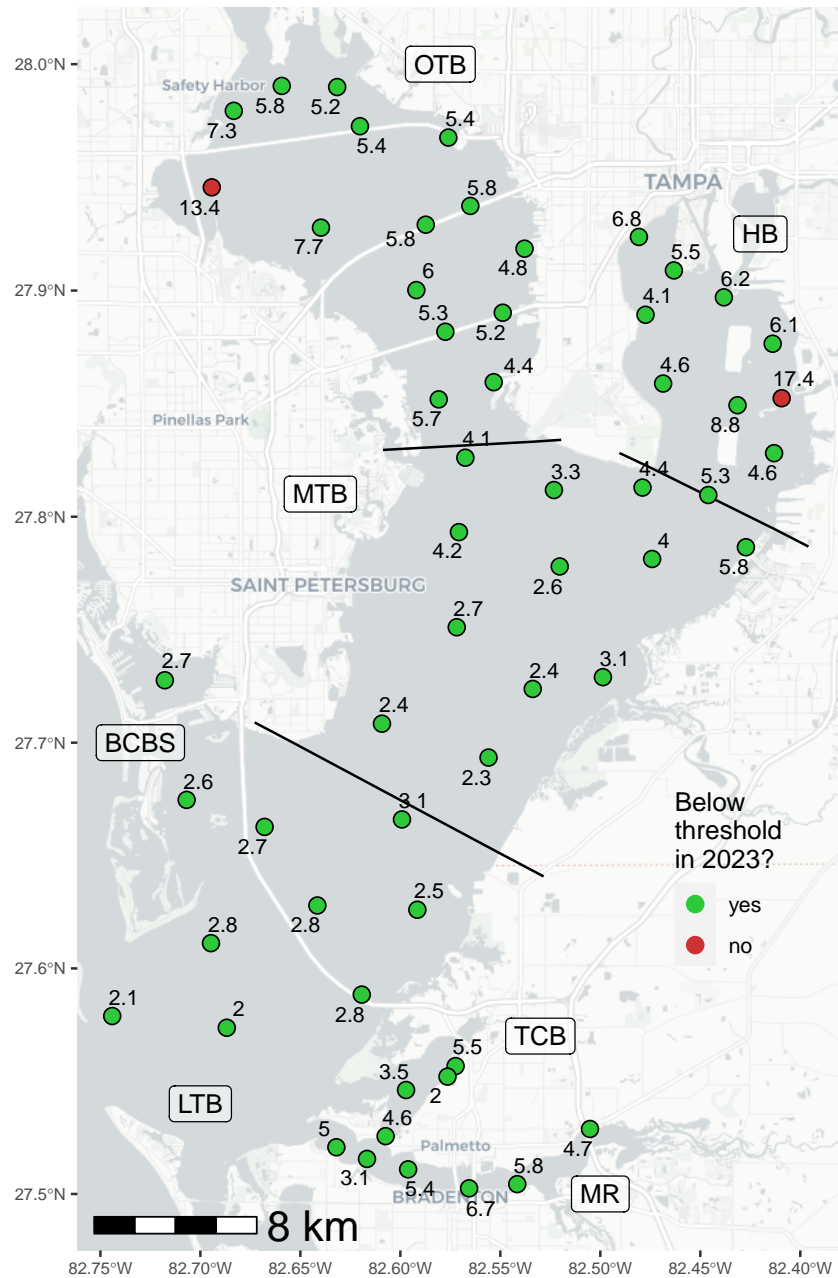 28.0°N
27.9°N
27.8°N
27.7°N
27.6°N
27.5°N
OTB
Safety Harbor
5.8
5.2
7.3
5.4
5.4
13.4
5.8
TAMPA
7.7
5.8
4.8
6.8
HB
5.5
6
6.2
4.1
5.3
5.2
6.1
4.4
4.6
17.4
5.7
8.8
Pinellas Park
4.1
4.6
MTB
3.3
4.4
5.3
4.2
4
5.8
2.6
SAINT PETERSBURG
2.7
2.7
2.4
3.1
2.4
BCBS
2.3
2.6
3.1
2.7
Below
threshold
in 2023?
yes
no
2.5
2.8
2.8
2.1
2
2.8
TCB
5.5
3.5
2
LTB
4.6
5
Palmetto
4.7
3.1
5.4
5.8
BRADENTON
6.7
MR
8 km
82.75°W
82.70°W
82.65°W
82.60°W
82.55°W
82.50°W
82.45°W
82.40°W